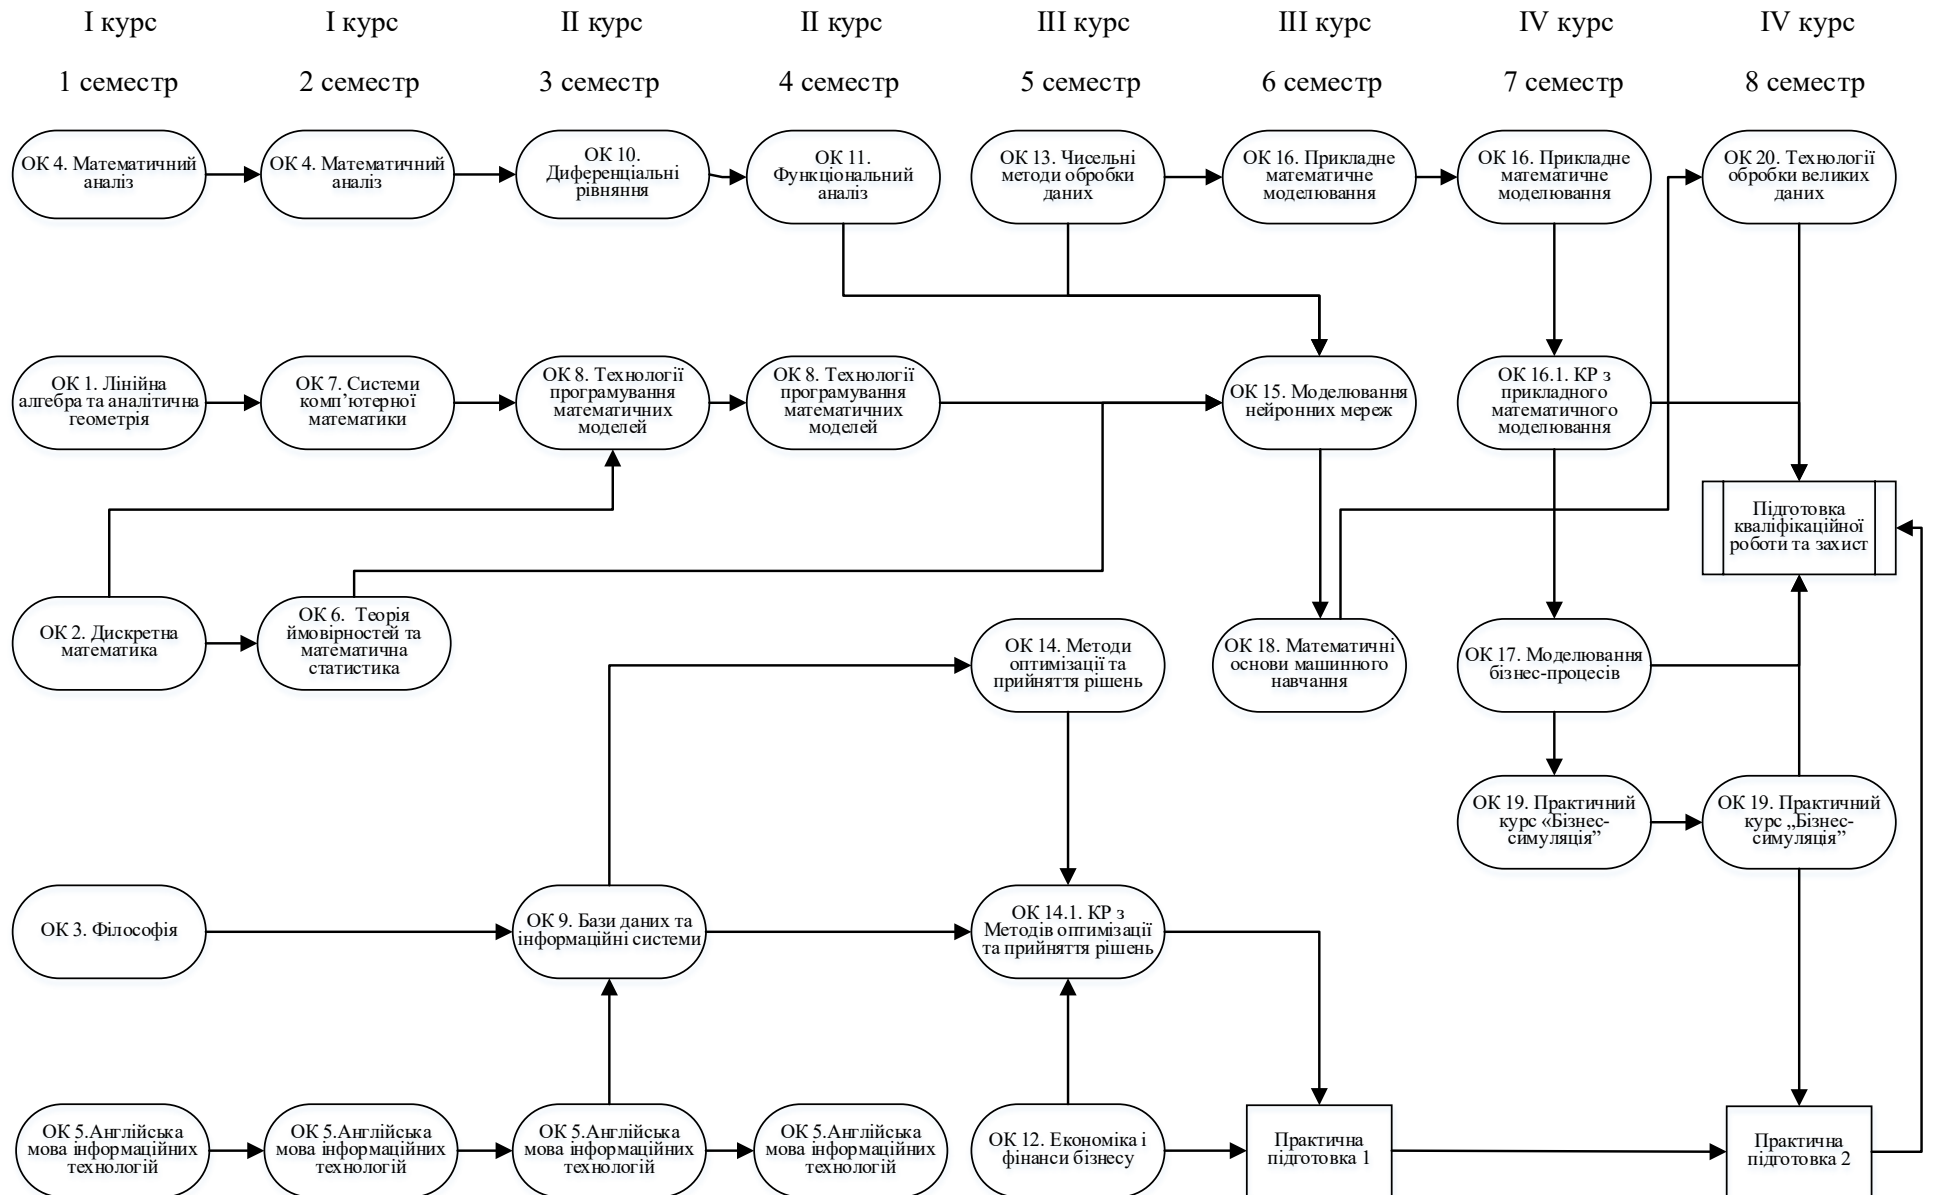 І курс
І курс
ІІ курс
ІІ курс
ІІІ курс
ІІІ курс
IV курс
IV курс
1 семестр
2 семестр
3 семестр
4 семестр
5 семестр
6 семестр
7 семестр
8 семестр
ОК 4. Математичний
аналіз
ОК 4. Математичний
аналіз
ОК 10.
Диференціальні
рівняння
ОК 11.
Функціональний
аналіз
ОК 13. Чисельні
методи обробки
даних
ОК 16. Прикладне
математичне
моделювання
ОК 16. Прикладне
математичне
моделювання
ОК 20. Технології
обробки великих
даних
ОК 1. Лінійна
алгебра та аналітична
геометрія
ОК 7. Системи
комп’ютерної
математики
ОК 8. Технології
програмування
математичних
моделей
ОК 8. Технології
програмування
математичних
моделей
ОК 15. Моделювання
нейронних мереж
ОК 16.1. КР з
прикладного
математичного
моделювання
Підготовка
кваліфікаційної
роботи та захист
ОК 2. Дискретна
математика
ОК 6. Теорія
ймовірностей та
математична
статистика
ОК 14. Методи
оптимізації та
прийняття рішень
ОК 18. Математичні
основи машинного
навчання
ОК 17. Моделювання
бізнес-процесів
ОК 19. Практичний
курс «Бізнес-
симуляція”
ОК 19. Практичний
курс „Бізнес-
симуляція”
ОК 3. Філософія
ОК 9. Бази даних та
інформаційні системи
ОК 14.1. КР з
Методів оптимізації
та прийняття рішень
ОК 5.Англійська
мова інформаційних
технологій
ОК 5.Англійська
мова інформаційних
технологій
ОК 5.Англійська
мова інформаційних
технологій
ОК 5.Англійська
мова інформаційних
технологій
ОК 12. Економіка і
фінанси бізнесу
Практична
підготовка 1
Практична
підготовка 2